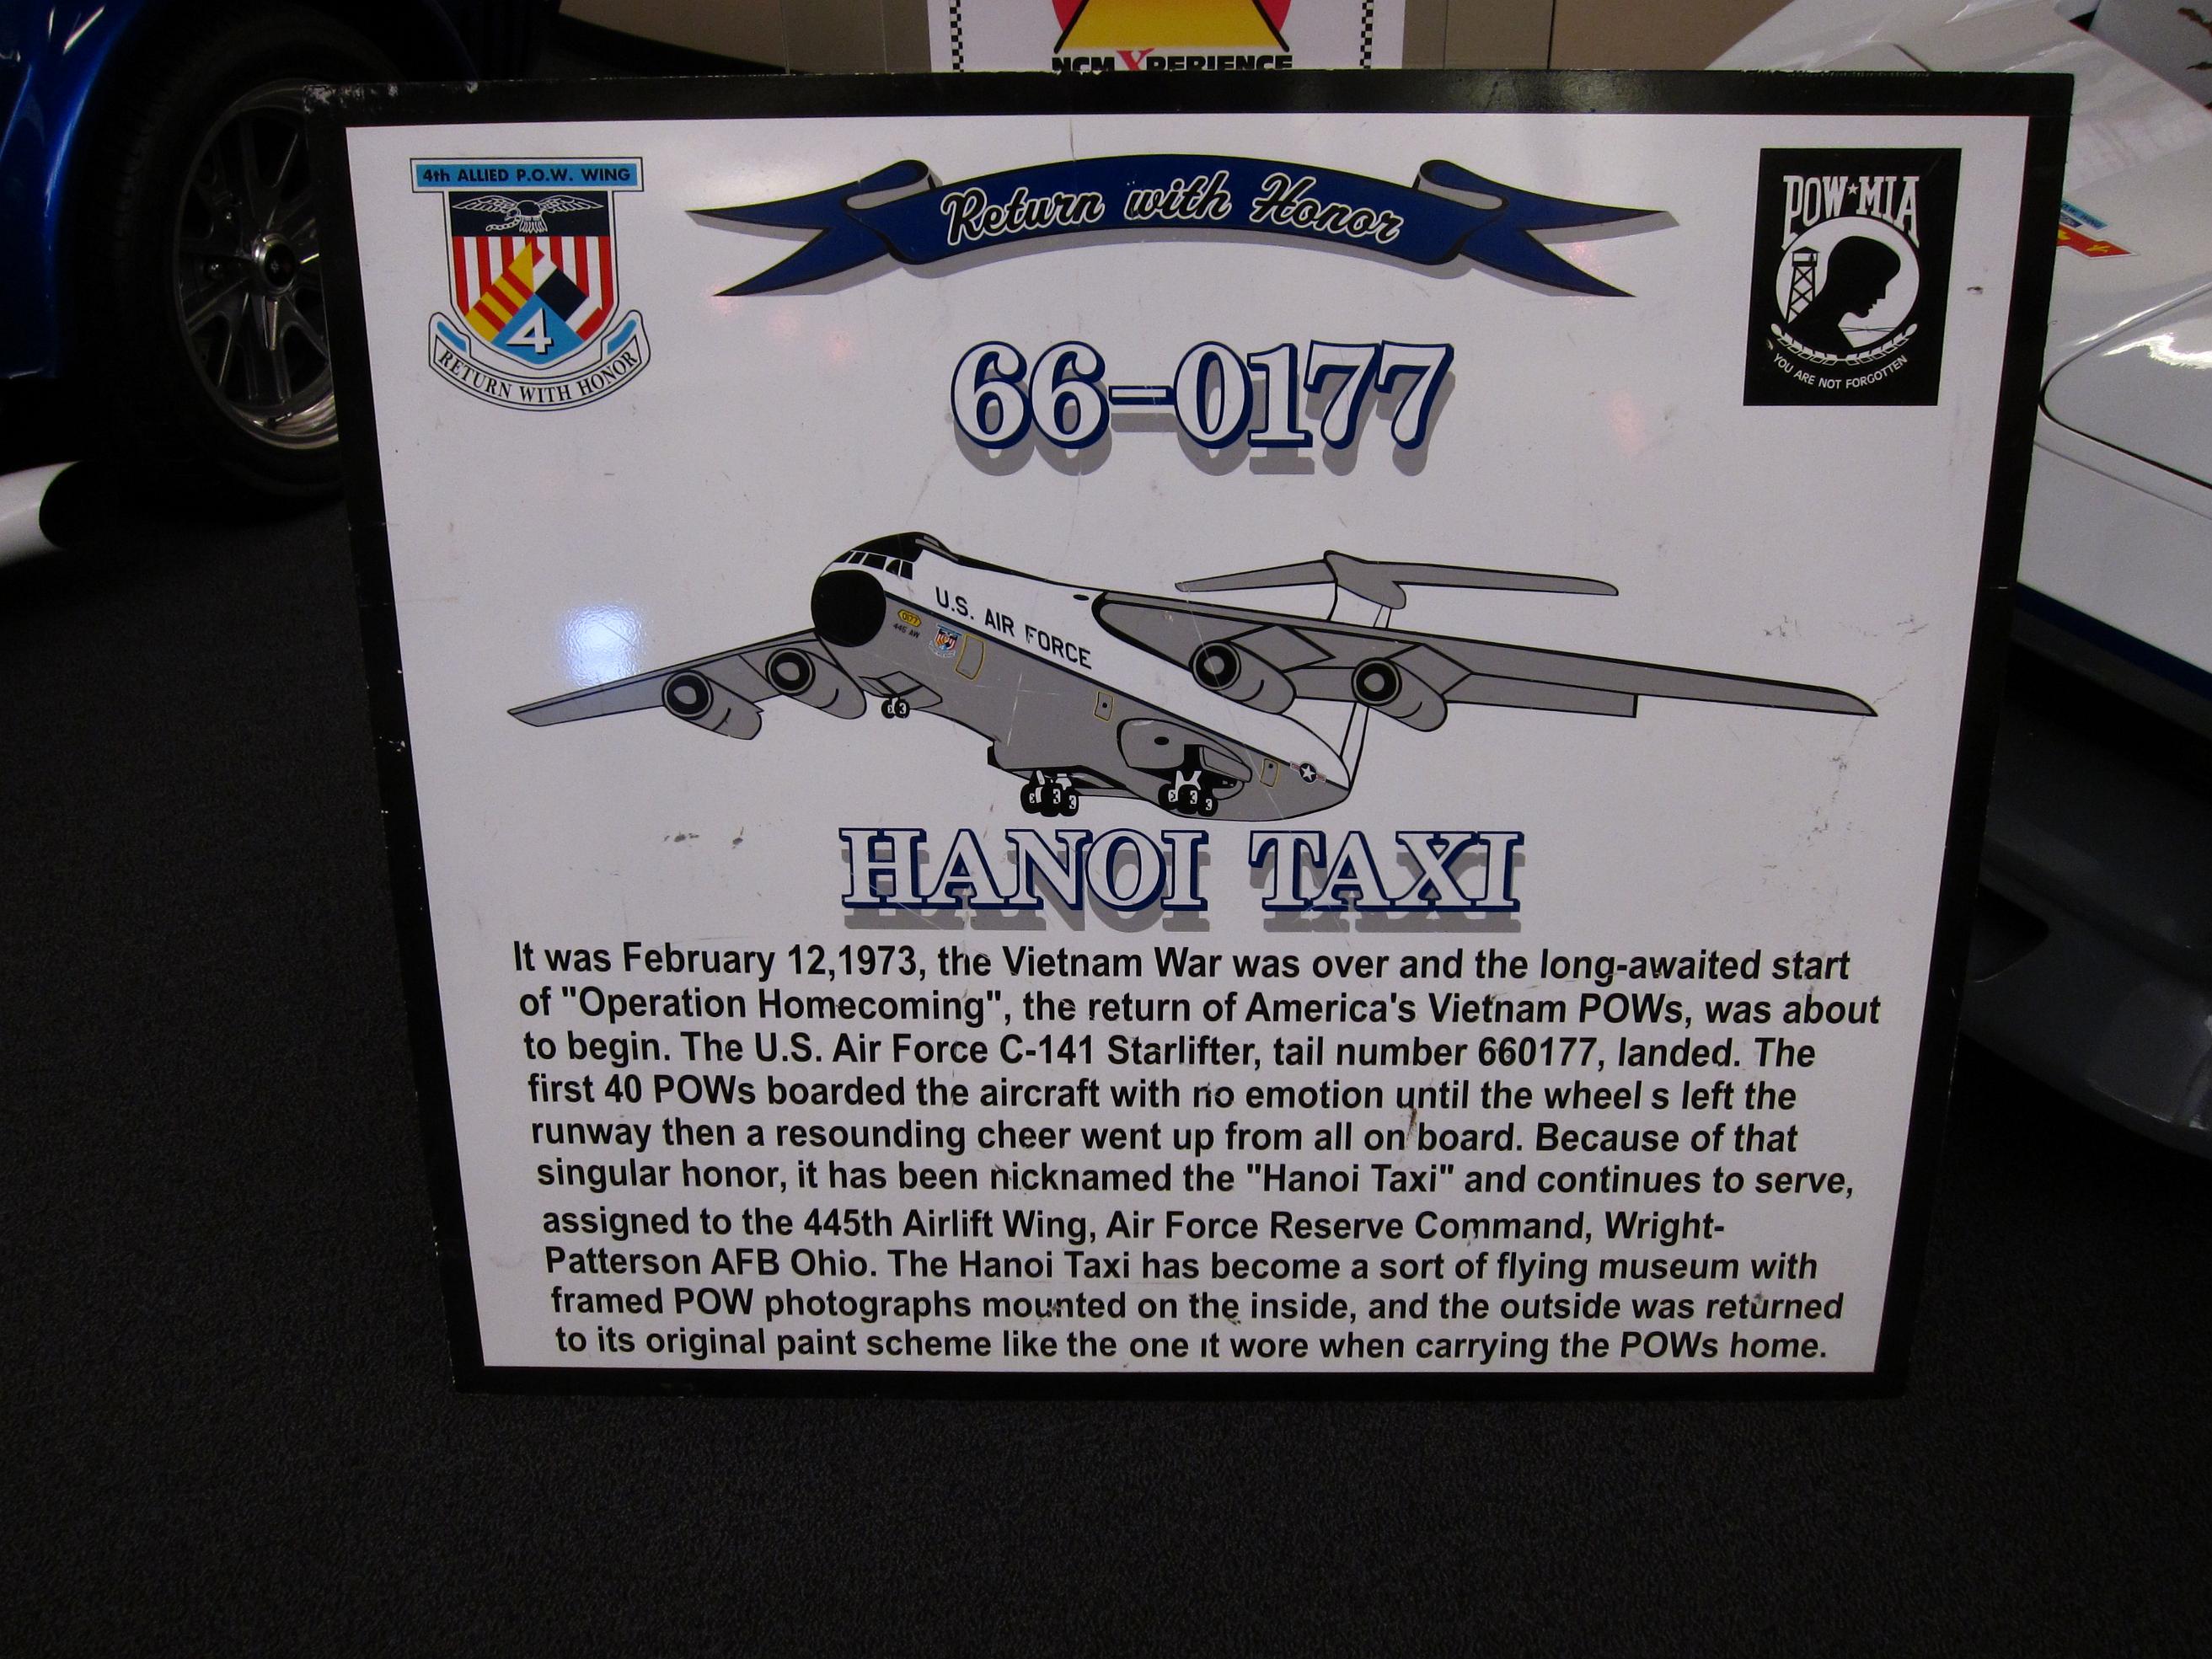 NCM XPERIENCE
4th ALLIED P.O.W. WING
4
RETURN WITH HONOR
Return with Honor
POW★MIA
YOU ARE NOT FORGOTTEN
66-0177
U.S. AIR FORCE
0177
445 AW
HANOI TAXI
It was February 12,1973, the Vietnam War was over and the long-awaited start
of "Operation Homecoming", the return of America's Vietnam POWs, was about
to begin. The U.S. Air Force C-141 Starlifter, tail number 660177, landed. The
first 40 POWs boarded the aircraft with no emotion until the wheel s left the
runway then a resounding cheer went up from all on board. Because of that
singular honor, it has been nicknamed the "Hanoi Taxi" and continues to serve,
assigned to the 445th Airlift Wing, Air Force Reserve Command, Wright-
Patterson AFB Ohio. The Hanoi Taxi has become a sort of flying museum with
framed POW photographs mounted on the inside, and the outside was returned
to its original paint scheme like the one it wore when carrying the POWs home.